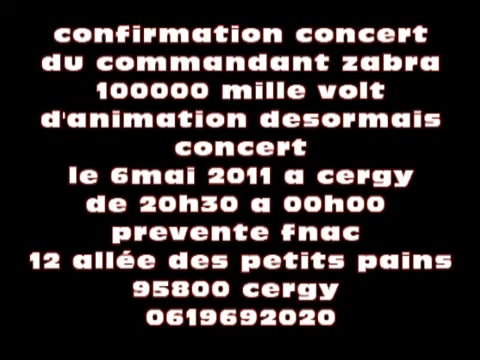 confirmation concert
du commandant zabra
100000 mille volt
d'animation desormais
concert
le 6mai 2011 a cergy
de 20h30 a 00h00
prevente fnac
12 allée des petits pains
95800 cergy
0619692020